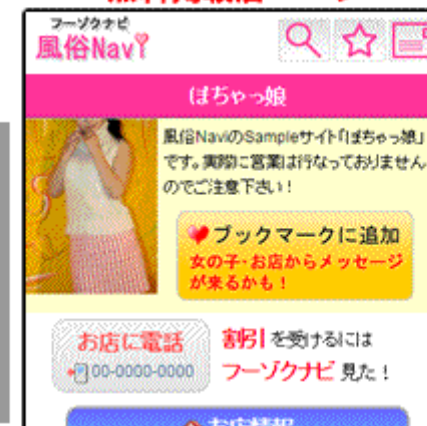 フーゾクナビ
風俗Navi
ぽちゃっ娘
風俗NaviのSampleサイト「ぽちゃっ娘」
です。実際に営業は行なっておりません
のでご注意下さい！
ブックマークに追加
女の子・お店からメッセージ
が来るかも！
お店に電話
割引を受けるには
00-0000-0000
フーゾクナビ 見た！